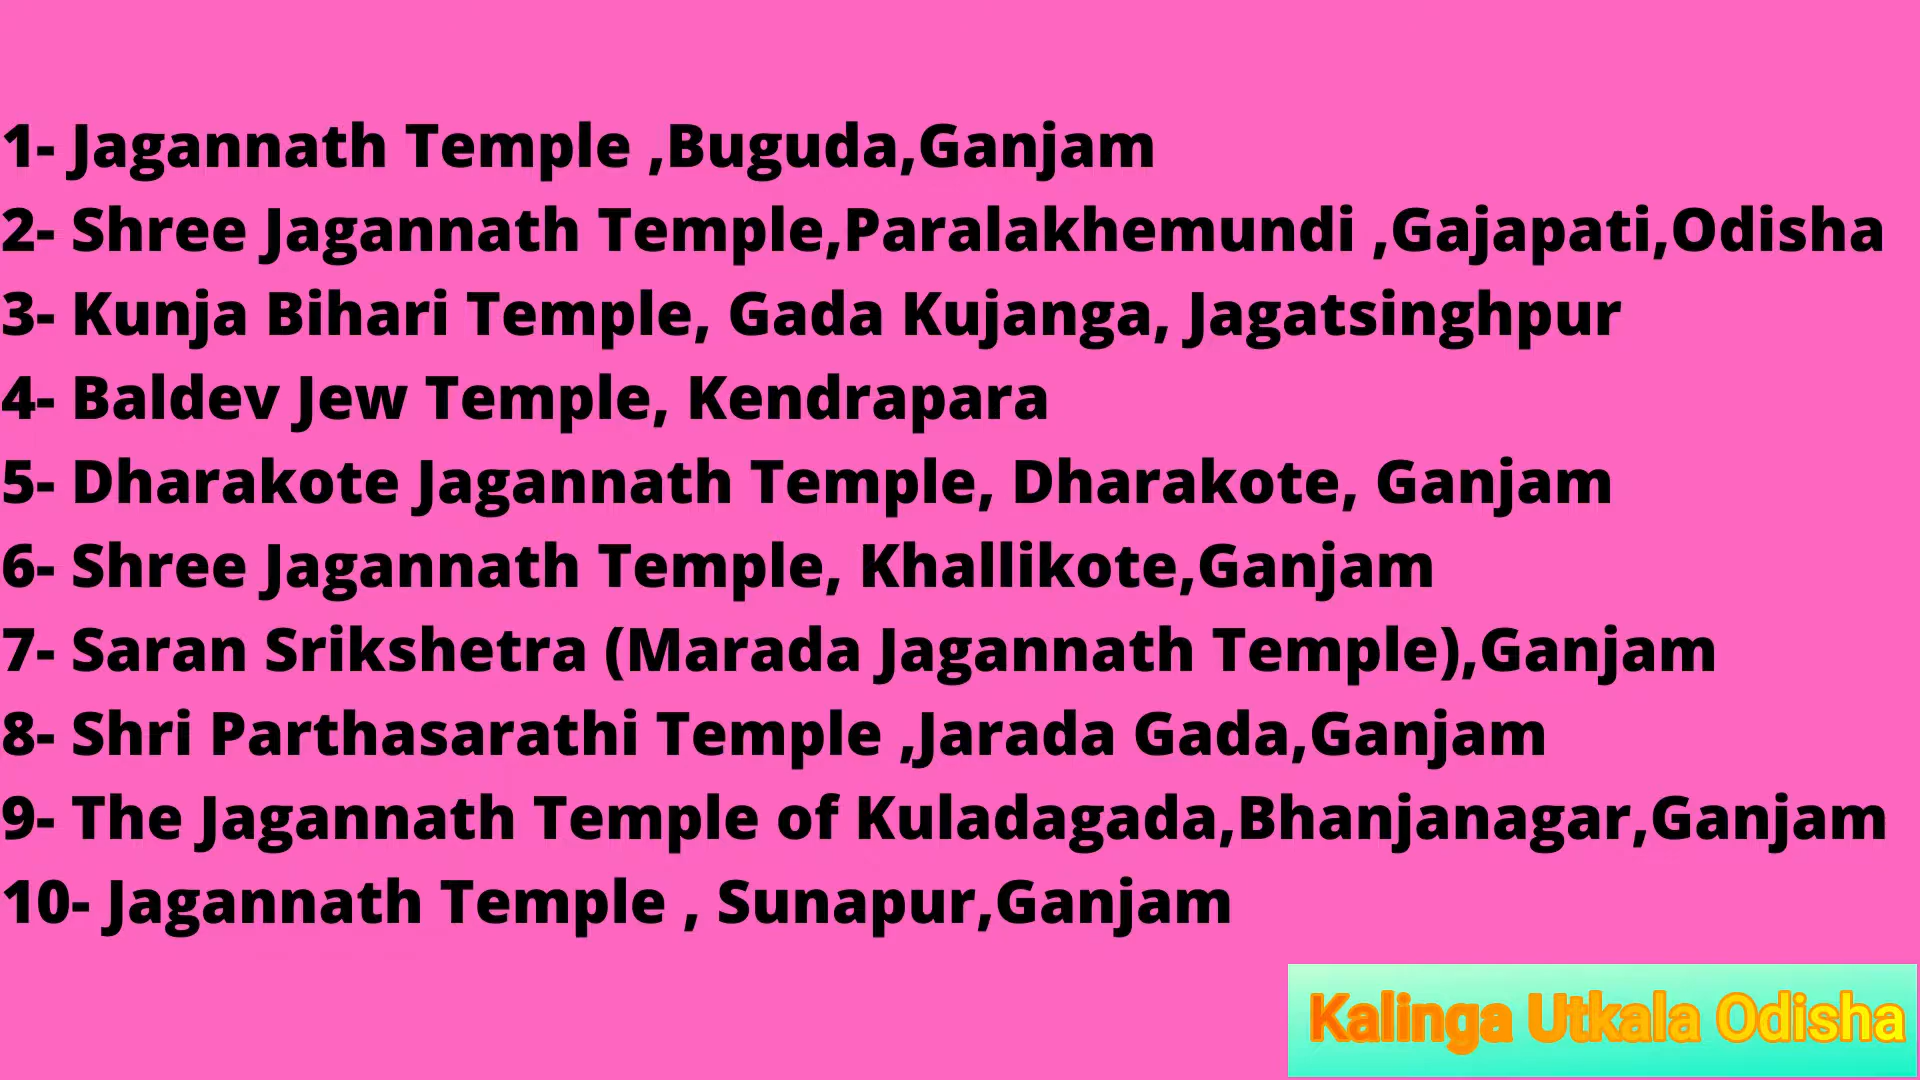 1- Jagannath Temple ,Buguda,Ganjam
2- Shree Jagannath Temple,Paralakhemundi ,Gajapati,Odisha
3- Kunja Bihari Temple, Gada Kujanga, Jagatsinghpur
4- Baldev Jew Temple, Kendrapara
5- Dharakote Jagannath Temple, Dharakote, Ganjam
6- Shree Jagannath Temple, Khallikote,Ganjam
7- Saran Srikshetra (Marada Jagannath Temple),Ganjam
8- Shri Parthasarathi Temple ,Jarada Gada,Ganjam
9- The Jagannath Temple of Kuladagada,Bhanjanagar,Ganjam
10- Jagannath Temple , Sunapur,Ganjam
Kalinga Utkala Odisha